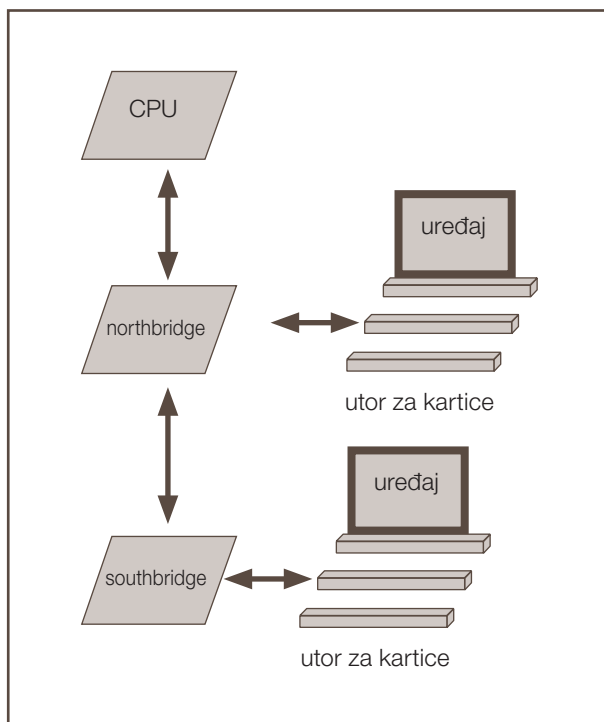 CPU
uređaj
northbridge
utor za kartice
uređaj
southbridge
utor za kartice